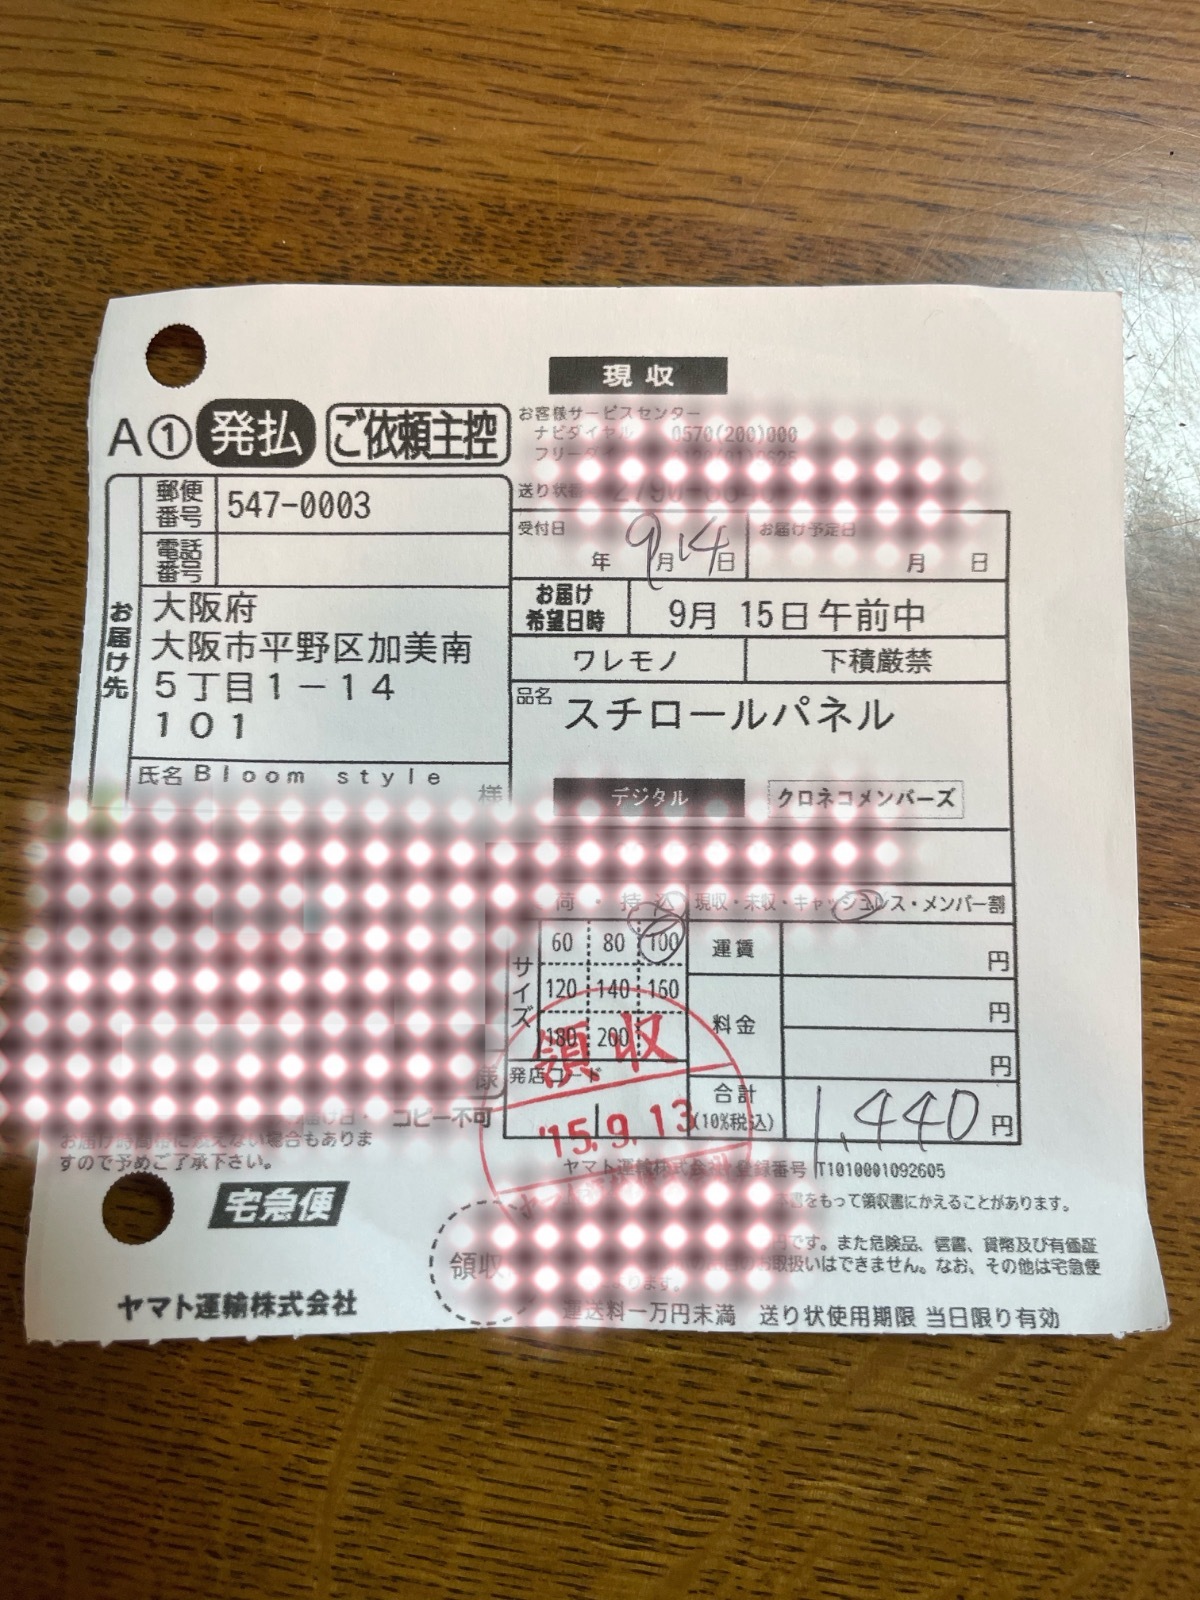 現収
A① 発払 ご依頼主控
お客様サービスセンター
ナビダイヤル 0570(200)000
送り状番
郵便番号 547-0003
電話番号
受付日 年 9月14日
お届け予定日 月 日
お届け先
大阪府
大阪市平野区加美南
5丁目1-14
101
お届け希望日時 9月 15日 午前中
ワレモノ 下積厳禁
品名 スチロールパネル
氏名 Bloom style 様
デジタル クロネコメンバーズ
荷・持込 現収・未収・キャッシュレス・メンバー割
サイズ
60 80 100
120 140 160
180 200
運賃 円
料金 円
円
合計(10%税込) 1,440円
様
発店コード
領収
'15.9.13
コピー不可
お届け時間帯に添えない場合もありま
すので予めご了承下さい。
ヤマト運輸株式会社 登録番号 T1010001092605
書をもって領収書にかえることがあります。
宅急便
領収
円です。また危険品、信書、貨幣及び有価証
お取扱いはできません。なお、その他は宅急便
ります。
ヤマト運輸株式会社
運送料一万円未満 送り状使用期限 当日限り有効